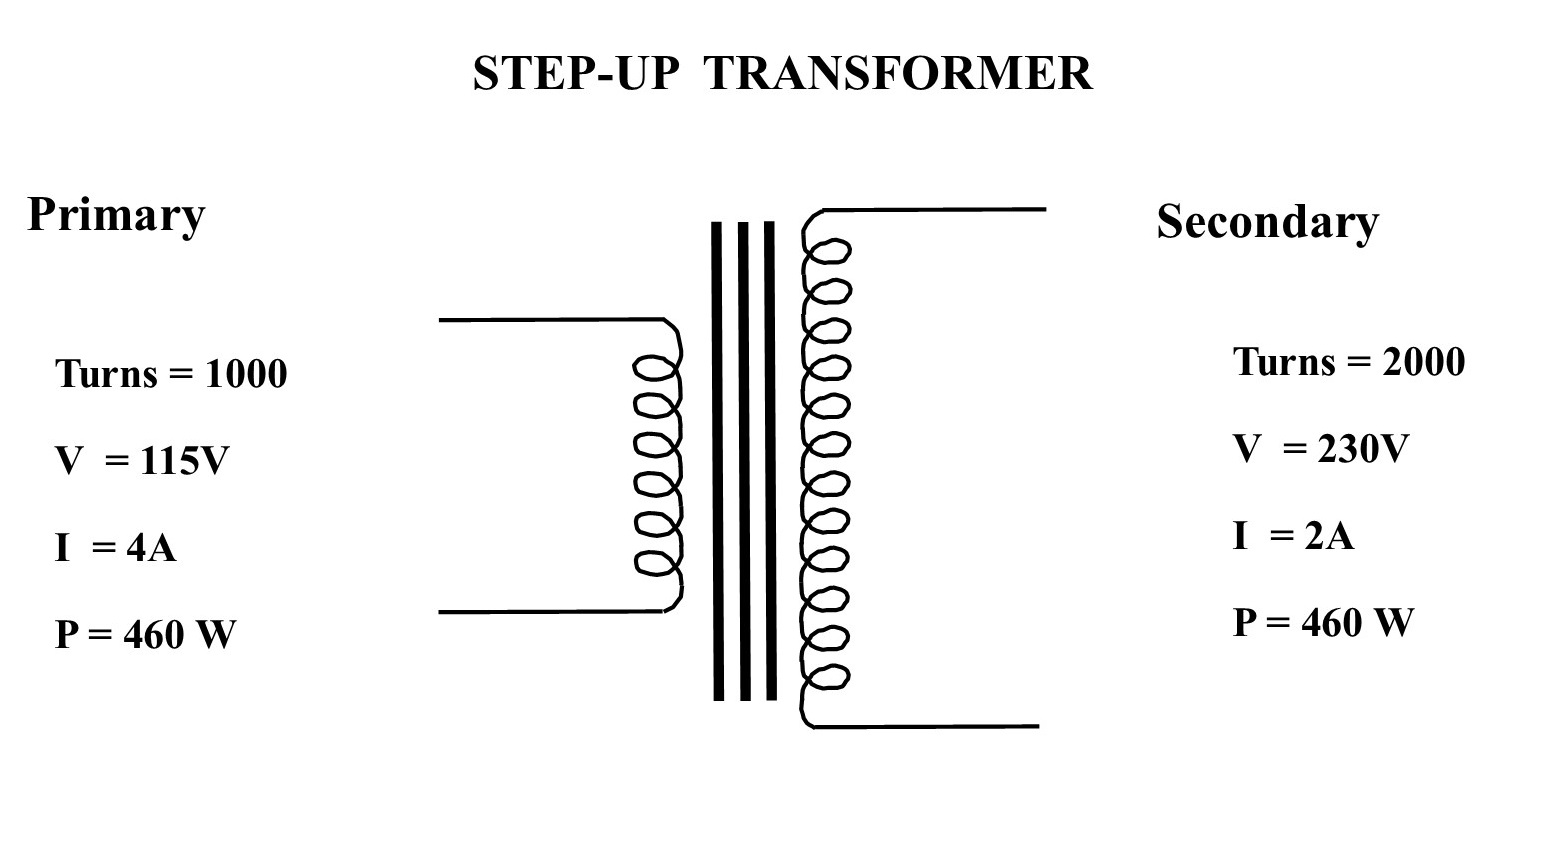 STEP-UP TRANSFORMER
Primary
Turns = 1000
V = 115V
I = 4A
P = 460 W
Secondary
Turns = 2000
V = 230V
I = 2A
P = 460 W